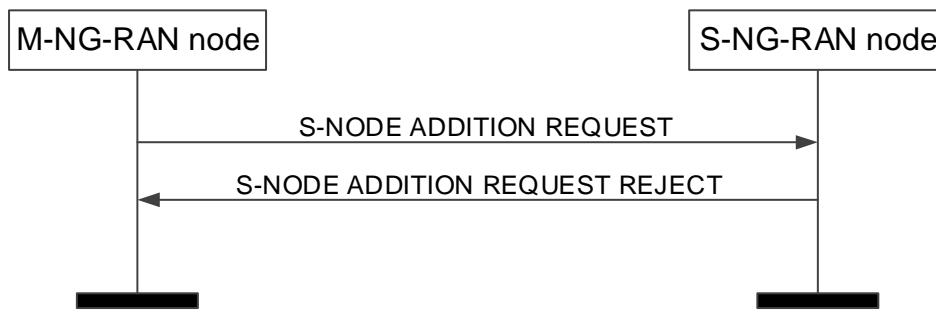 M-NG-RAN node
S-NG-RAN node
S-NODE ADDITION REQUEST
S-NODE ADDITION REQUEST REJECT